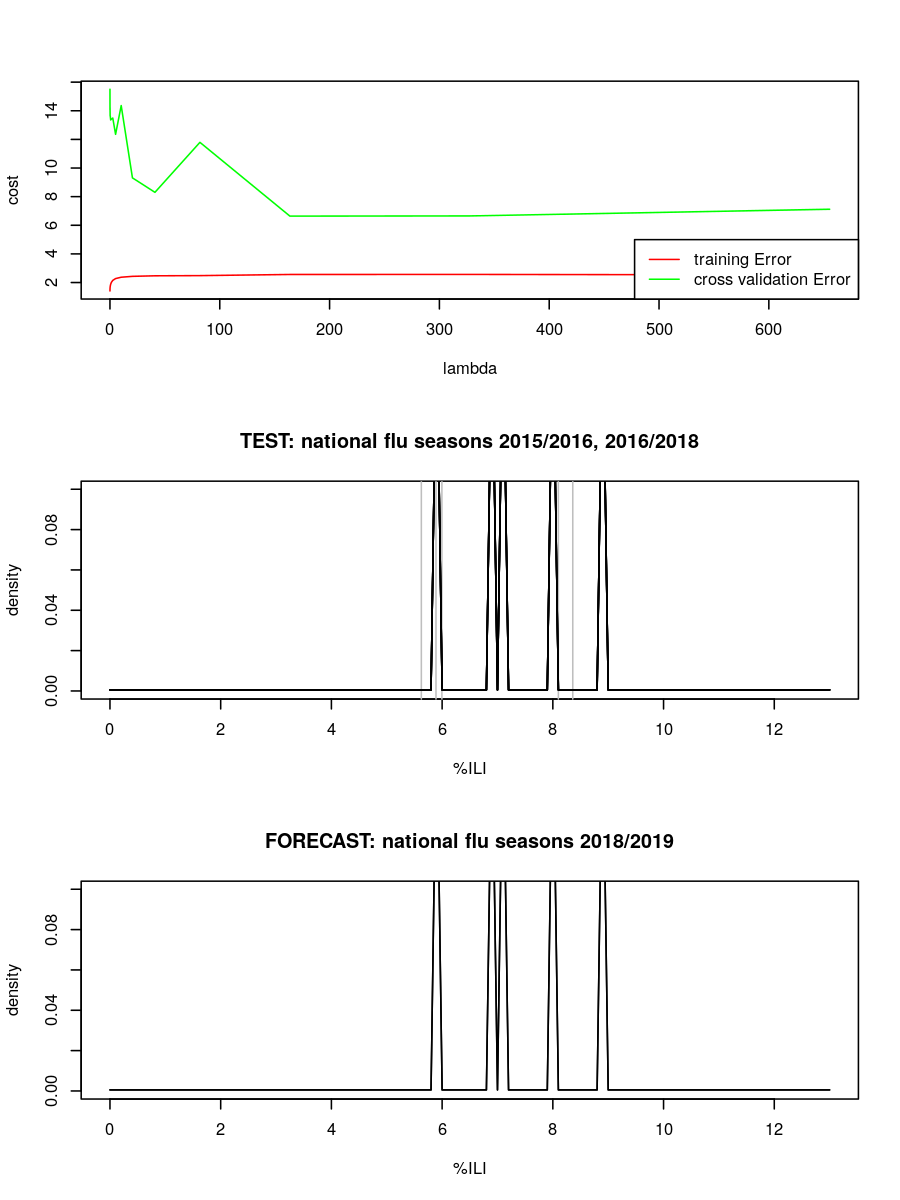 cost
14
10
8
6
4
2
training Error
cross validation Error
0 100 200 300 400 500 600
lambda
TEST: national flu seasons 2015/2016, 2016/2018
density
0.08
0.04
0.00
0 2 4 6 8 10 12
%ILI
FORECAST: national flu seasons 2018/2019
density
0.08
0.04
0.00
0 2 4 6 8 10 12
%ILI